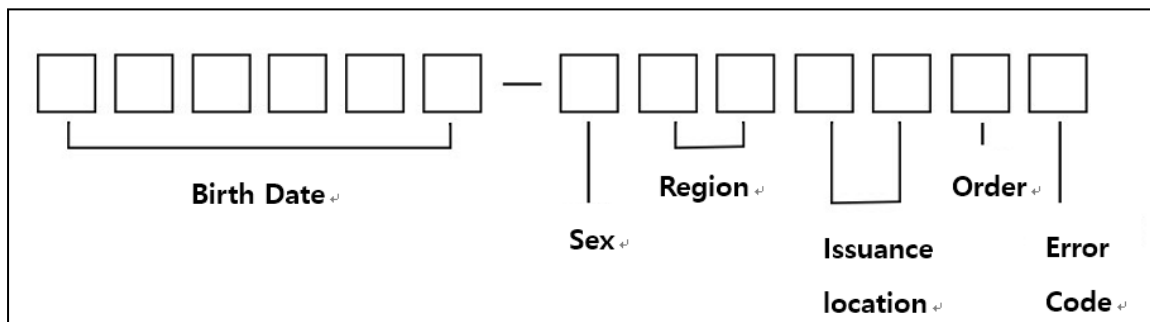 Birth Date
Region
Order
Sex
Issuance
location
Error
Code